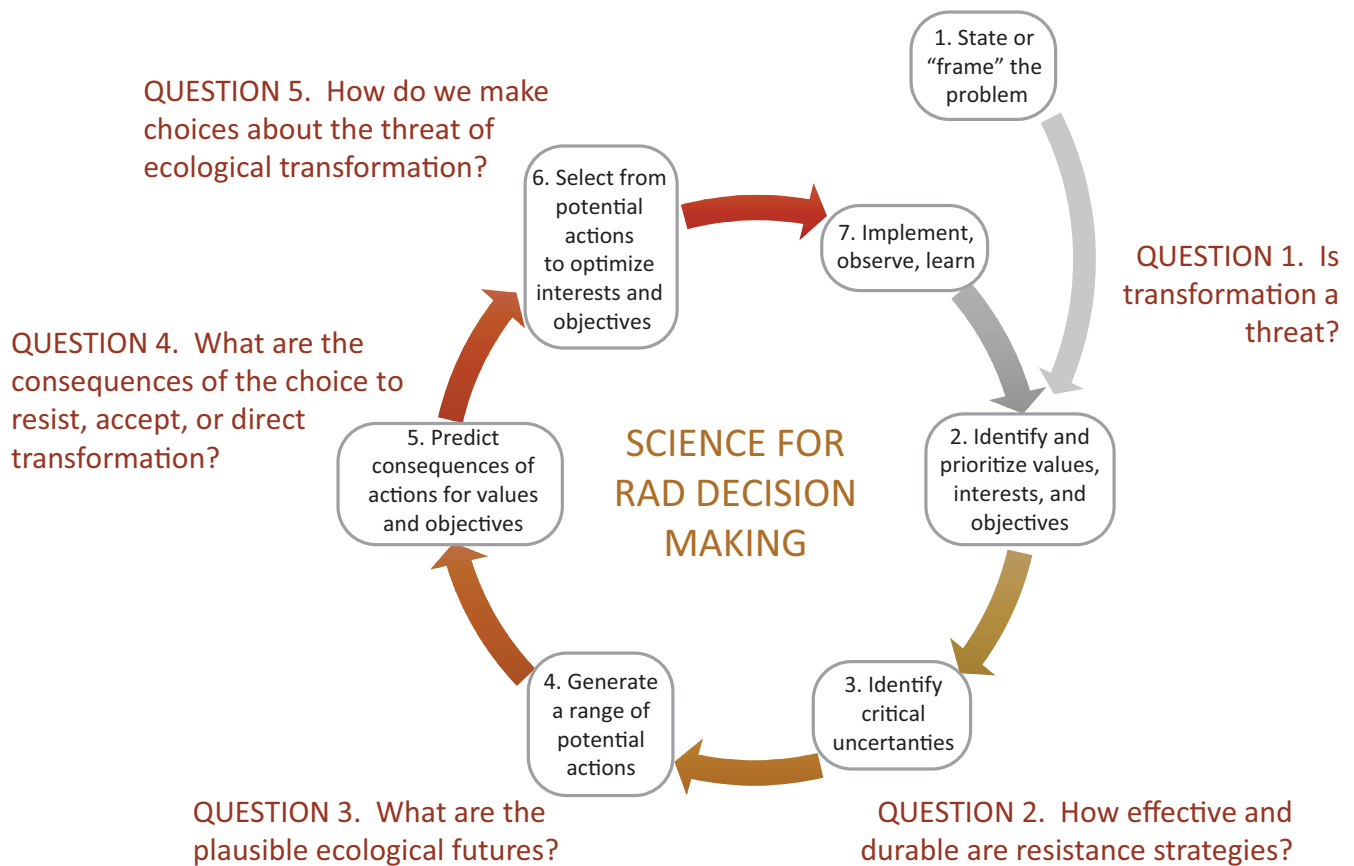 1. State or
“frame” the
problem
QUESTION 5.  How do we make
choices about the threat of
ecological transformation?
6. Select from
potential
actions
to optimize
interests and
objectives
7. Implement,
observe, learn
QUESTION 1.  Is
transformation a
threat?
QUESTION 4.  What are the
consequences of the choice to
resist, accept, or direct
transformation?
5. Predict
consequences of
actions for values
and objectives
SCIENCE FOR
RAD DECISION
MAKING
2. Identify and
prioritize values,
interests, and
objectives
4. Generate
a range of
potential
actions
3. Identify
critical
uncertanties
QUESTION 3.  What are the
plausible ecological futures?
QUESTION 2.  How effective and
durable are resistance strategies?